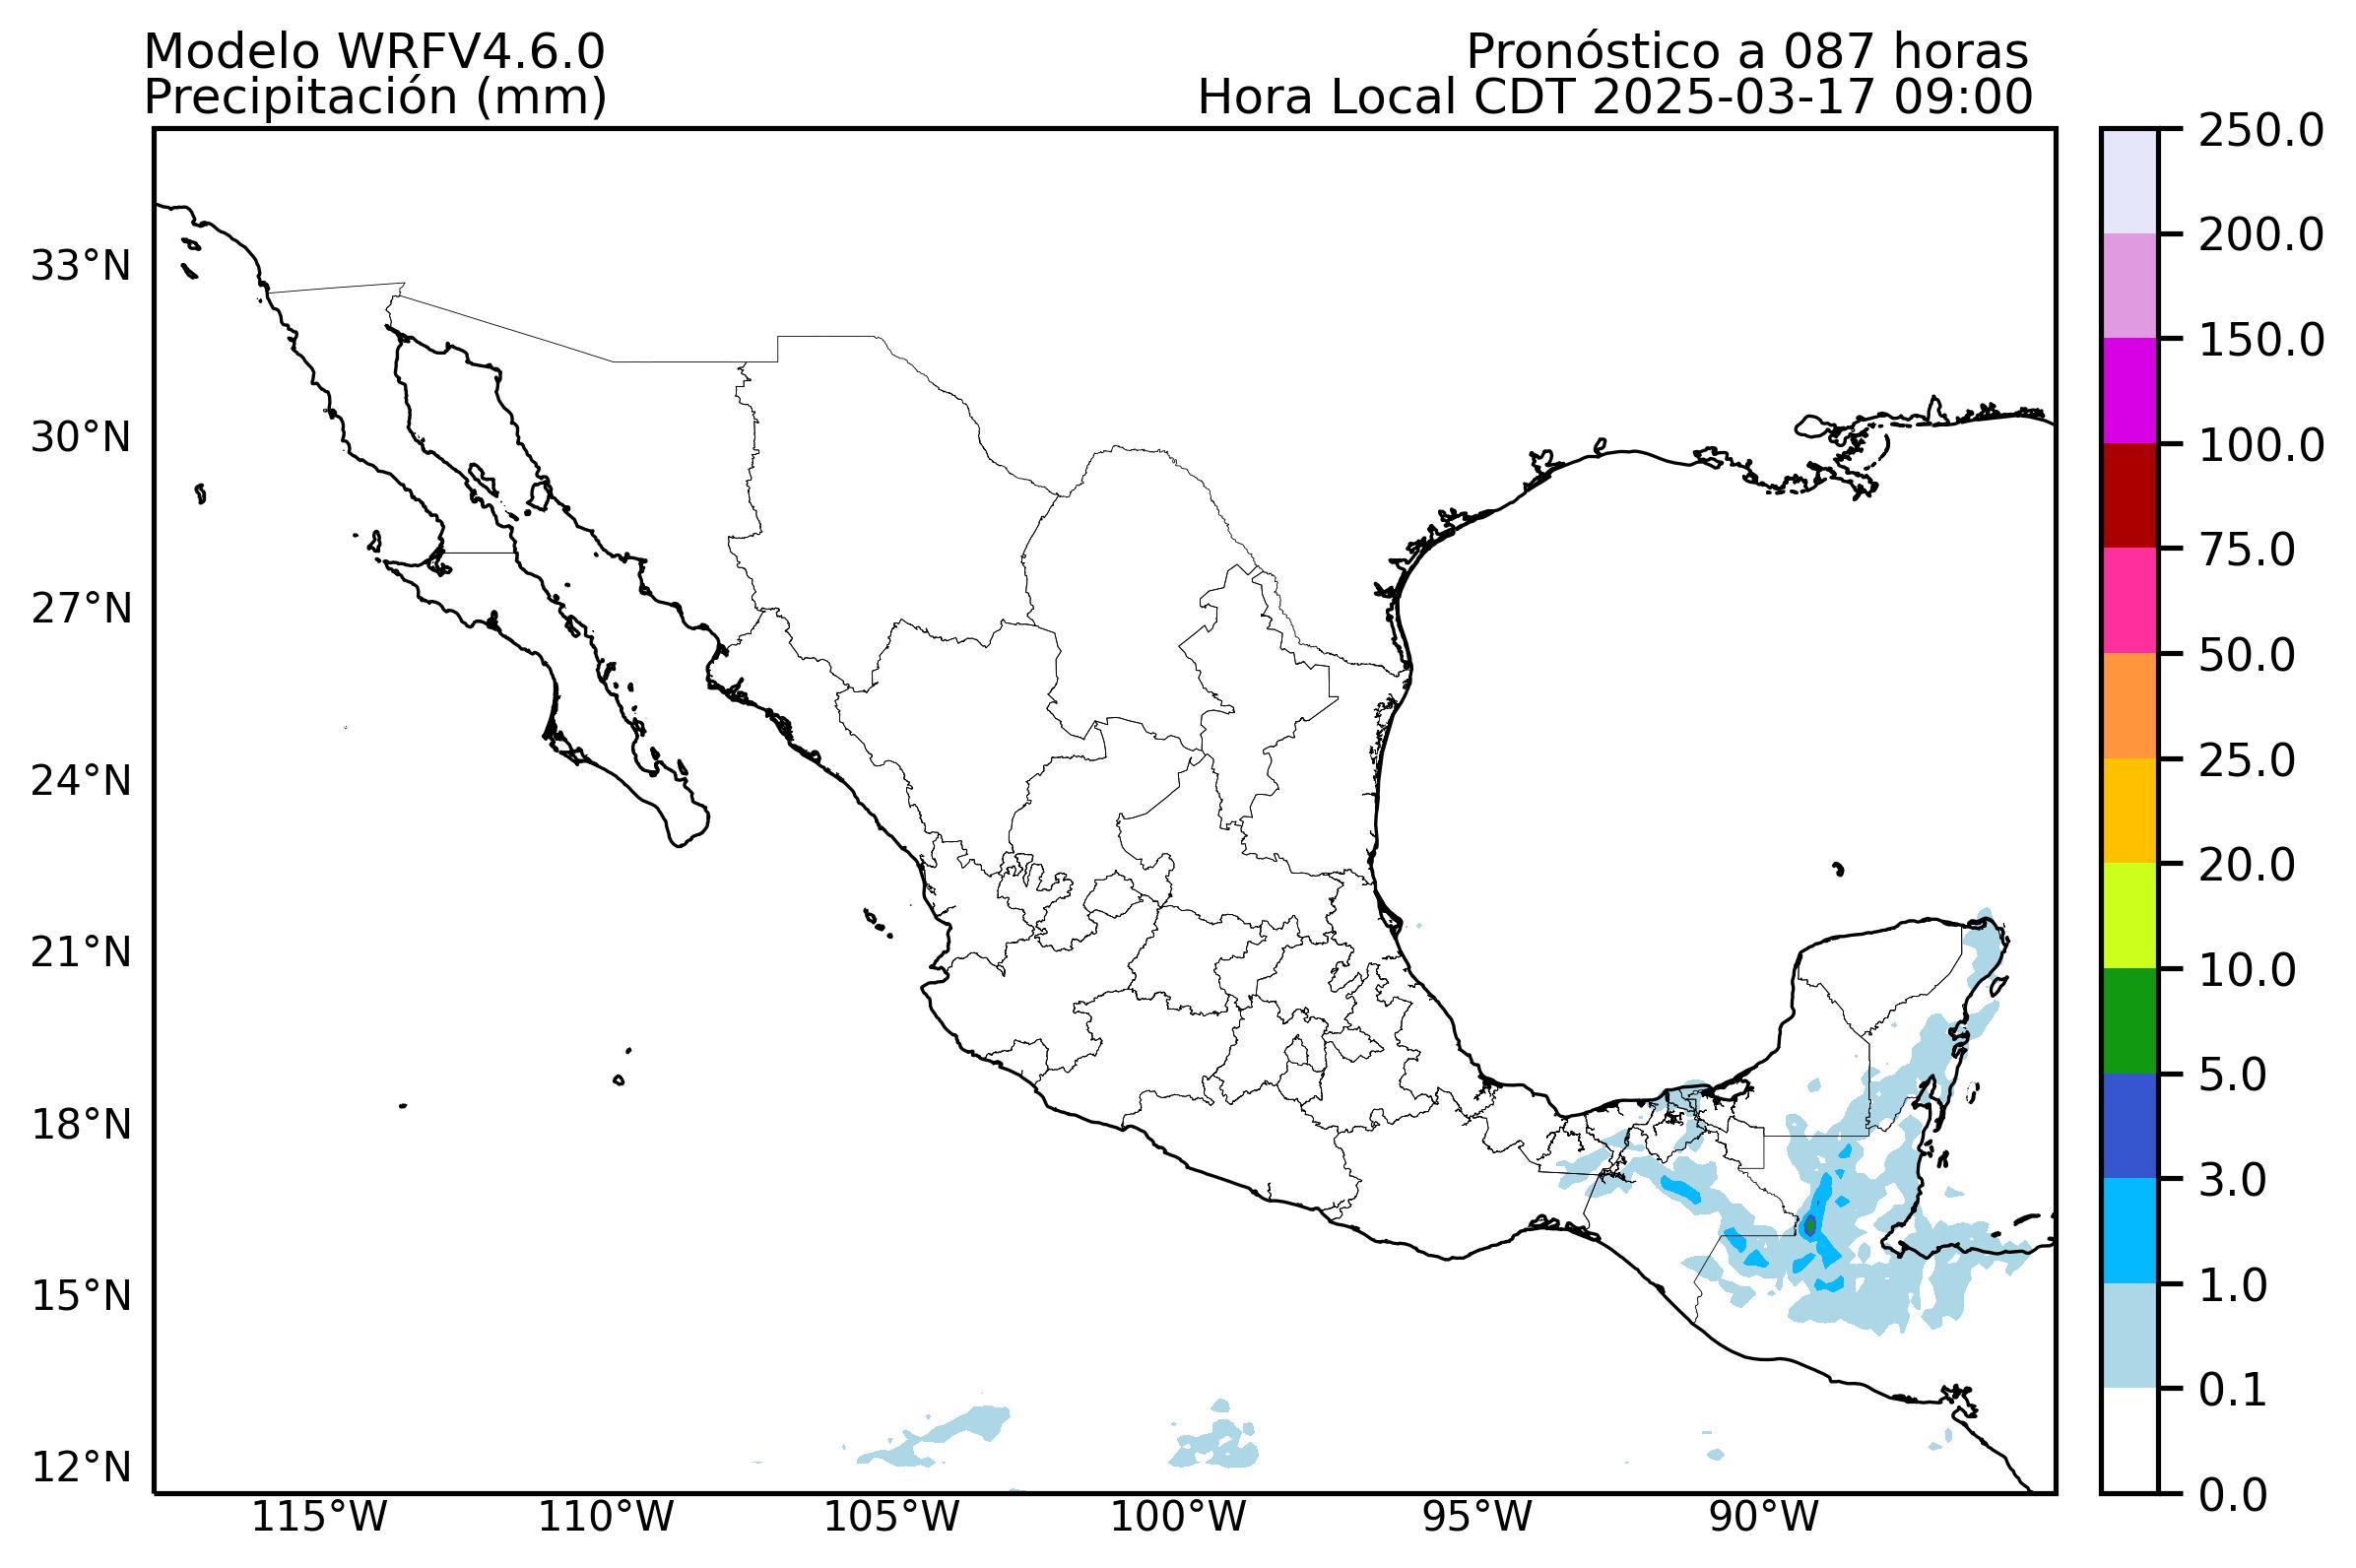 Modelo WRFV4.6.0
Precipitación (mm)
Pronóstico a 087 horas
Hora Local CDT 2025-03-17 09:00
33°N
30°N
27°N
24°N
21°N
18°N
15°N
12°N
115°W
110°W
105°W
100°W
95°W
90°W
250.0
200.0
150.0
100.0
75.0
50.0
25.0
20.0
10.0
5.0
3.0
1.0
0.1
0.0